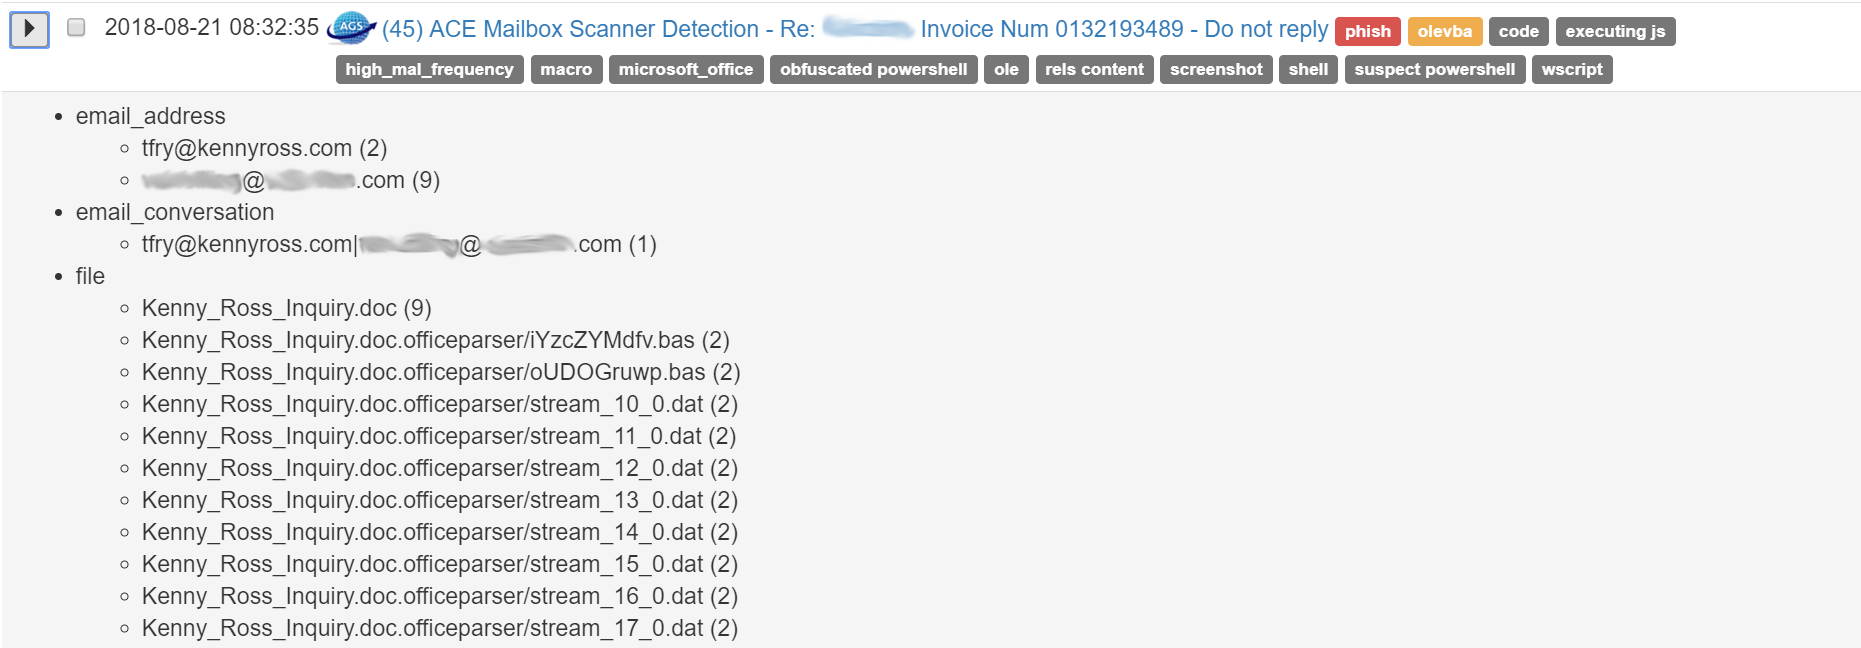 2018-08-21 08:32:35 AGS (45) ACE Mailbox Scanner Detection - Re: Invoice Num 0132193489 - Do not reply phish olevba code executing js
high_mal_frequency macro microsoft_office obfuscated powershell ole rels content screenshot shell suspect powershell wscript
email_address
tfry@kennyross.com (2)
@ .com (9)
email_conversation
tfry@kennyross.com| @ .com (1)
file
Kenny_Ross_Inquiry.doc (9)
Kenny_Ross_Inquiry.doc.officeparser/iYzcZYMdfv.bas (2)
Kenny_Ross_Inquiry.doc.officeparser/oUDOGruwp.bas (2)
Kenny_Ross_Inquiry.doc.officeparser/stream_10_0.dat (2)
Kenny_Ross_Inquiry.doc.officeparser/stream_11_0.dat (2)
Kenny_Ross_Inquiry.doc.officeparser/stream_12_0.dat (2)
Kenny_Ross_Inquiry.doc.officeparser/stream_13_0.dat (2)
Kenny_Ross_Inquiry.doc.officeparser/stream_14_0.dat (2)
Kenny_Ross_Inquiry.doc.officeparser/stream_15_0.dat (2)
Kenny_Ross_Inquiry.doc.officeparser/stream_16_0.dat (2)
Kenny_Ross_Inquiry.doc.officeparser/stream_17_0.dat (2)